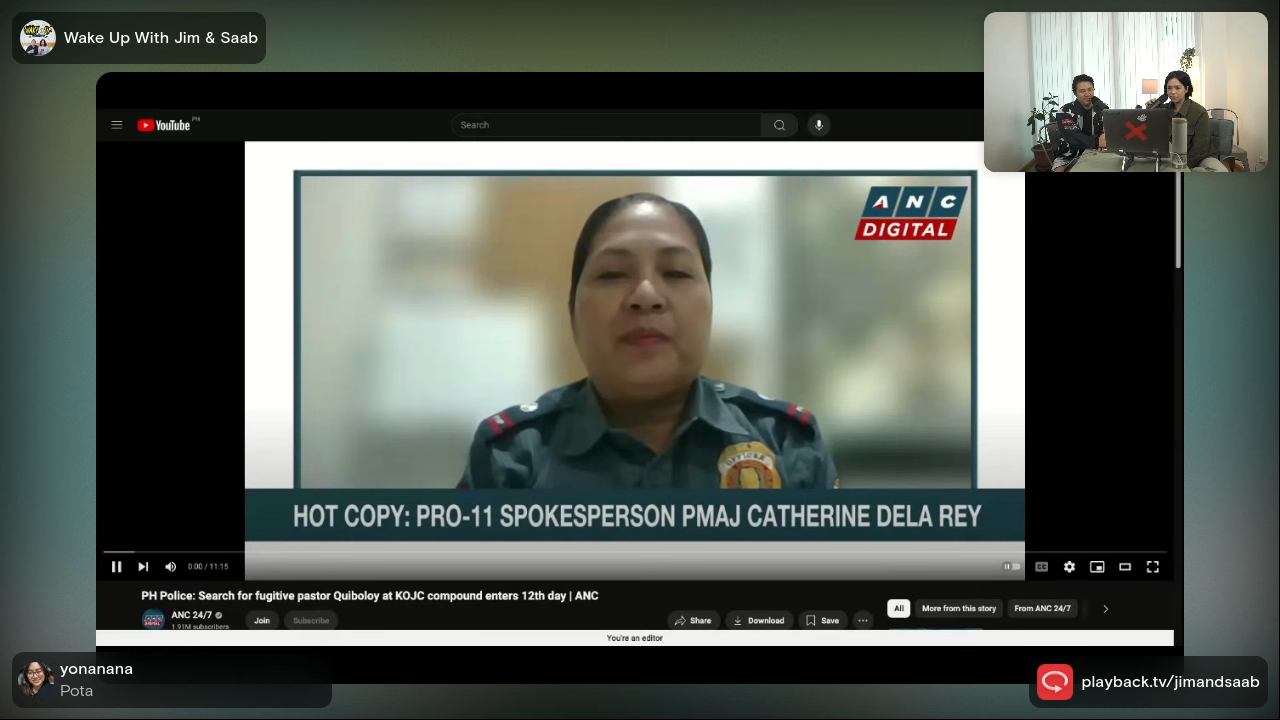 Wake Up With Jim & Saab
YouTube PH
Search
ANC
DIGITAL
HOT COPY: PRO-11 SPOKESPERSON PMAJ CATHERINE DELA REY
0:00 / 11:15
PH Police: Search for fugitive pastor Quiboloy at KOJC compound enters 12th day | ANC
ANC 24/7
1.91M subscribers
Join
Subscribe
Share
Download
Save
All
More from this story
From ANC 24/7
You're an editor
yonanana
Pota
playback.tv/jimandsaab